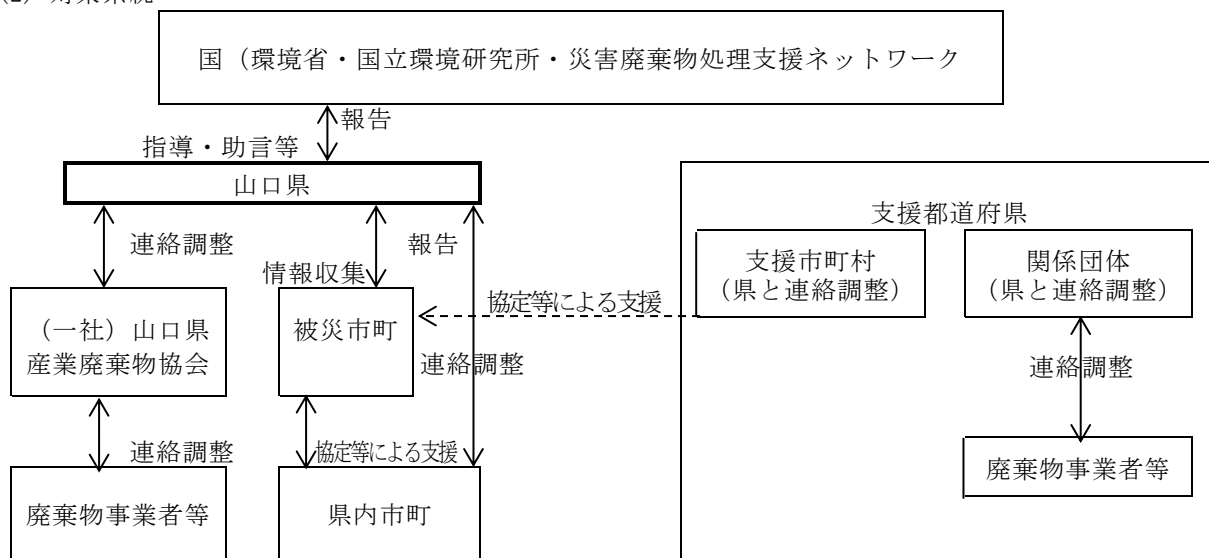 国（環境省・国立環境研究所・災害廃棄物処理支援ネットワーク
報告
指導・助言等
山口県
支援都道府県
連絡調整
報告
情報収集
支援市町村
（県と連絡調整）
関係団体
（県と連絡調整）
協定等による支援
（一社）山口県
産業廃棄物協会
被災市町
連絡調整
連絡調整
連絡調整
協定等による支援
廃棄物事業者等
県内市町
廃棄物事業者等